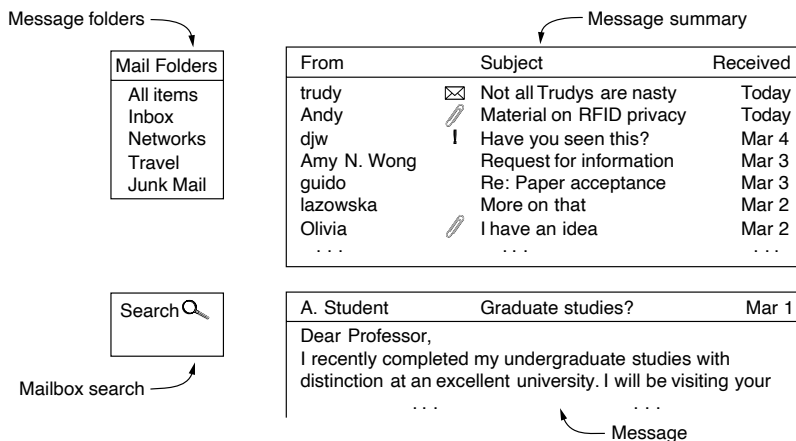 Message folders
Message summary
Mail Folders
All items
Inbox
Networks
Travel
Junk Mail
From Subject Received
trudy Not all Trudys are nasty Today
Andy Material on RFID privacy Today
djw ! Have you seen this? Mar 4
Amy N. Wong Request for information Mar 3
guido Re: Paper acceptance Mar 3
lazowska More on that Mar 2
Olivia I have an idea Mar 2
. . . . . . . . .
Search
Mailbox search
A. Student Graduate studies? Mar 1
Dear Professor,
I recently completed my undergraduate studies with
distinction at an excellent university. I will be visiting your
. . . . . .
Message